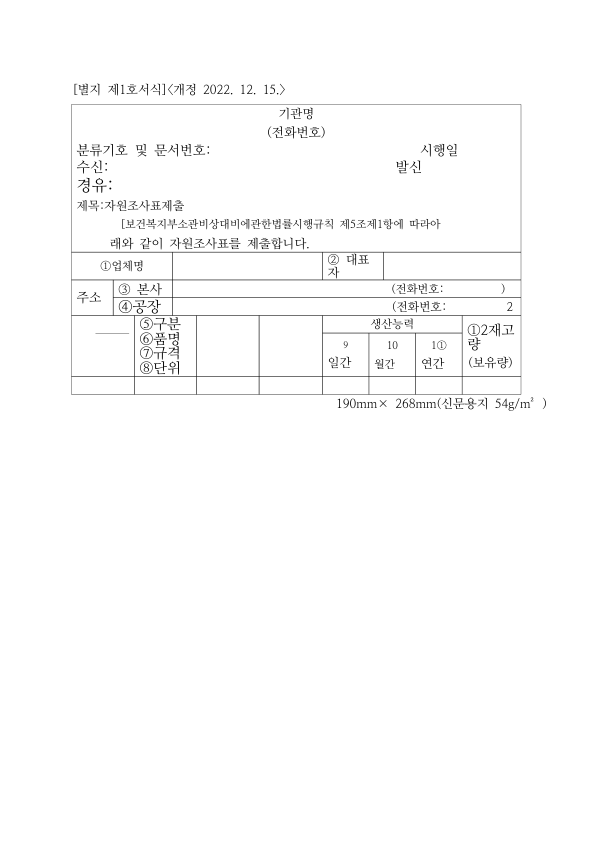 [별지 제1호서식]<개정 2022. 12. 15.>
기관명
(전화번호)
분류기호 및 문서번호: 시행일
수신: 발신
경유:
제목:자원조사표제출
[보건복지부소관비상대비에관한법률시행규칙 제5조제1항에 따라아
래와 같이 자원조사표를 제출합니다.
①업체명 ② 대표
자
주소 ③ 본사 (전화번호: )
④공장 (전화번호: 2
⑤구분 생산능력 ①2재고
⑥품명 9 10 1① 량
⑦규격 일간 월간 연간 (보유량)
⑧단위
190mm× 268mm(신문용지 54g/㎡ )